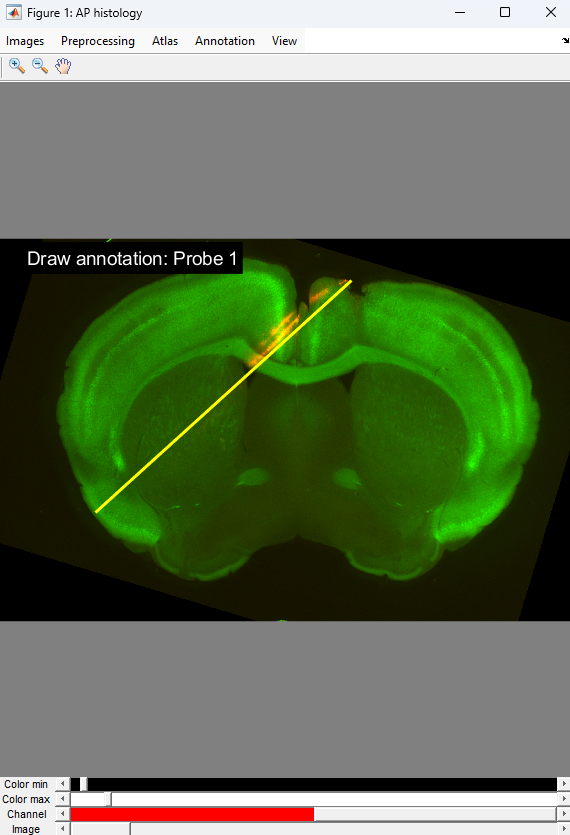 Figure 1: AP histology
Images Preprocessing Atlas Annotation View
Draw annotation: Probe 1
Color min
Color max
Channel
Image